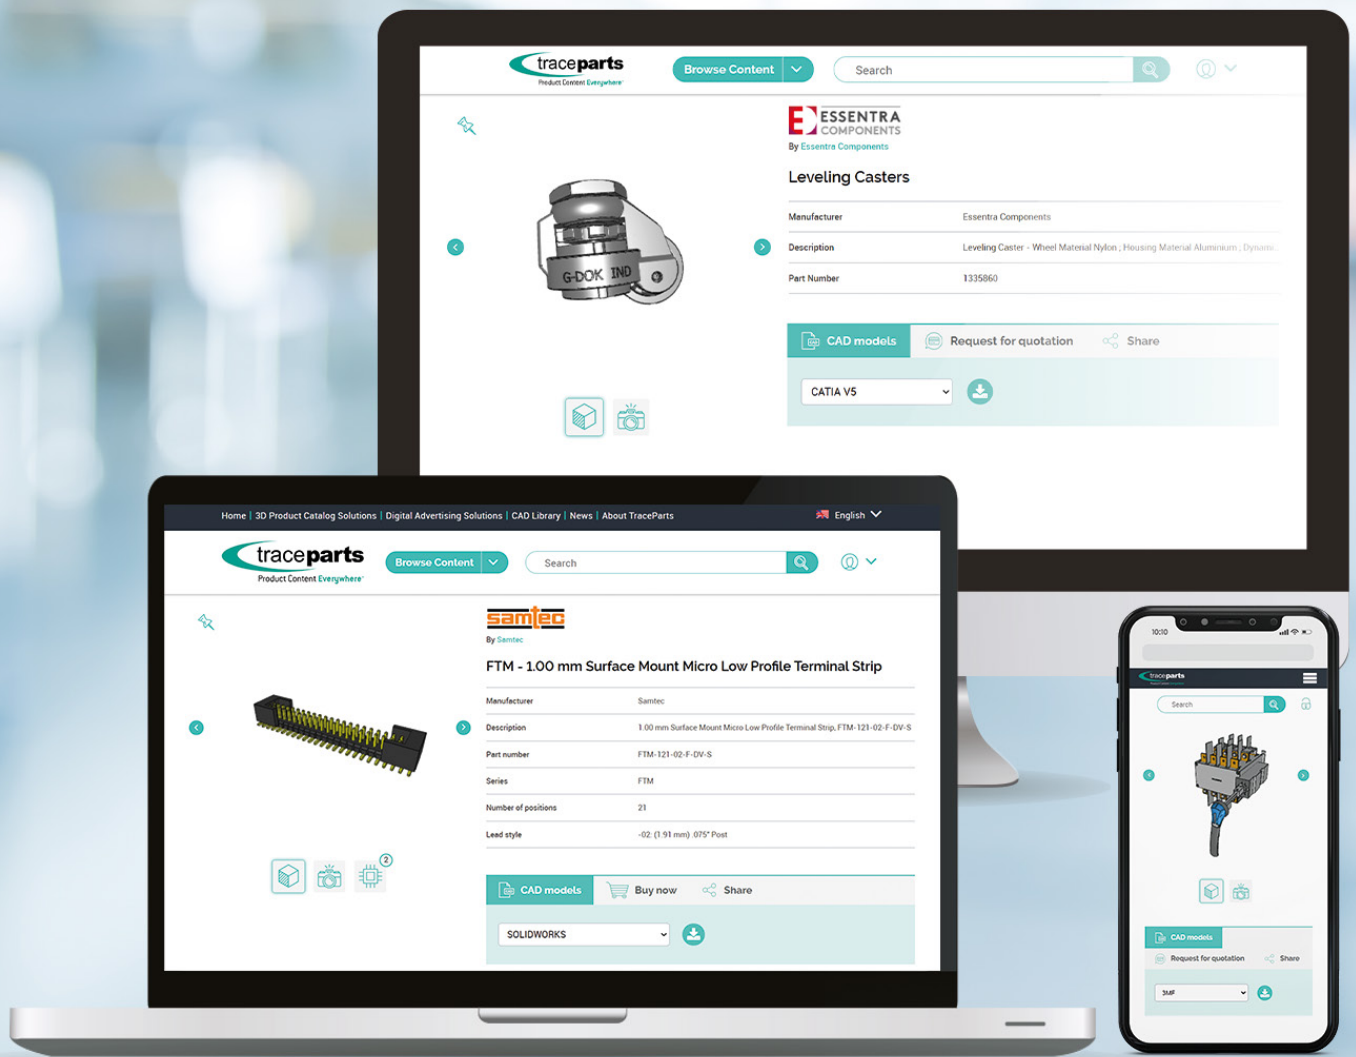 traceparts
Product Content Everywhere
Browse Content
Search
ESSENTRA
COMPONENTS
By Essentra Components
Leveling Casters
Manufacturer Essentra Components
Description Leveling Caster - Wheel Material Nylon ; Housing Material Aluminium ; Dynami...
Part Number 1335860
G-DOK IND
CAD models Request for quotation Share
CATIA V5
Home | 3D Product Catalog Solutions | Digital Advertising Solutions | CAD Library | News | About TraceParts English
traceparts
Product Content Everywhere
Browse Content
Search
samtec
By Samtec
FTM - 1.00 mm Surface Mount Micro Low Profile Terminal Strip
Manufacturer Samtec
Description 1.00 mm Surface Mount Micro Low Profile Terminal Strip, FTM-121-02-F-DV-S
Part number FTM-121-02-F-DV-S
Series FTM
Number of positions 21
Lead style -02: (1.91 mm) .075" Post
2
CAD models Buy now Share
SOLIDWORKS
10:10
traceparts
Search
CAD models
Request for quotation Share
3MF